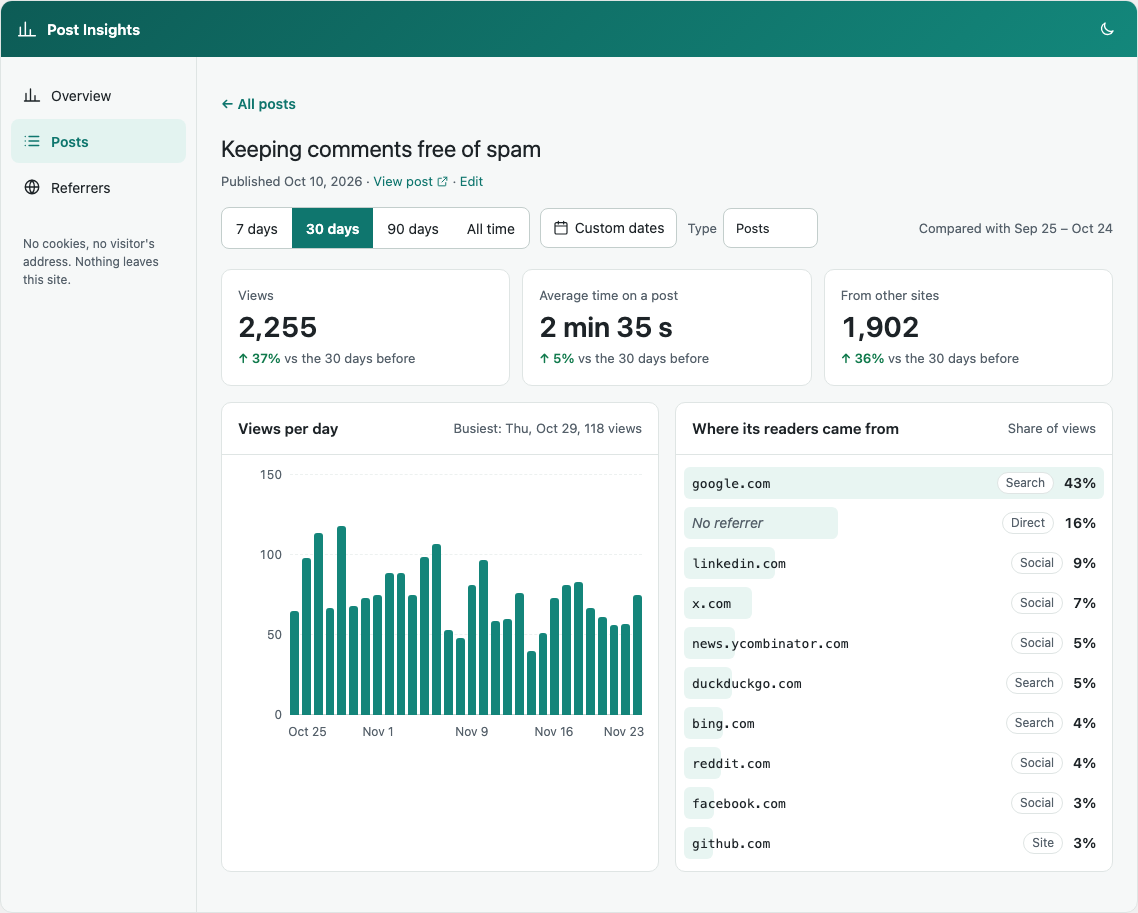 Post Insights
Overview
Posts
Referrers
No cookies, no visitor's
address. Nothing leaves
this site.
← All posts
Keeping comments free of spam
Published Oct 10, 2026 · View post · Edit
7 days 30 days 90 days All time Custom dates Type Posts Compared with Sep 25 – Oct 24
Views
2,255
↑ 37% vs the 30 days before
Average time on a post
2 min 35 s
↑ 5% vs the 30 days before
From other sites
1,902
↑ 36% vs the 30 days before
Views per day Busiest: Thu, Oct 29, 118 views
150
100
50
0
Oct 25 Nov 1 Nov 9 Nov 16 Nov 23
Where its readers came from Share of views
google.com Search 43%
No referrer Direct 16%
linkedin.com Social 9%
x.com Social 7%
news.ycombinator.com Social 5%
duckduckgo.com Search 5%
bing.com Search 4%
reddit.com Social 4%
facebook.com Social 3%
github.com Site 3%